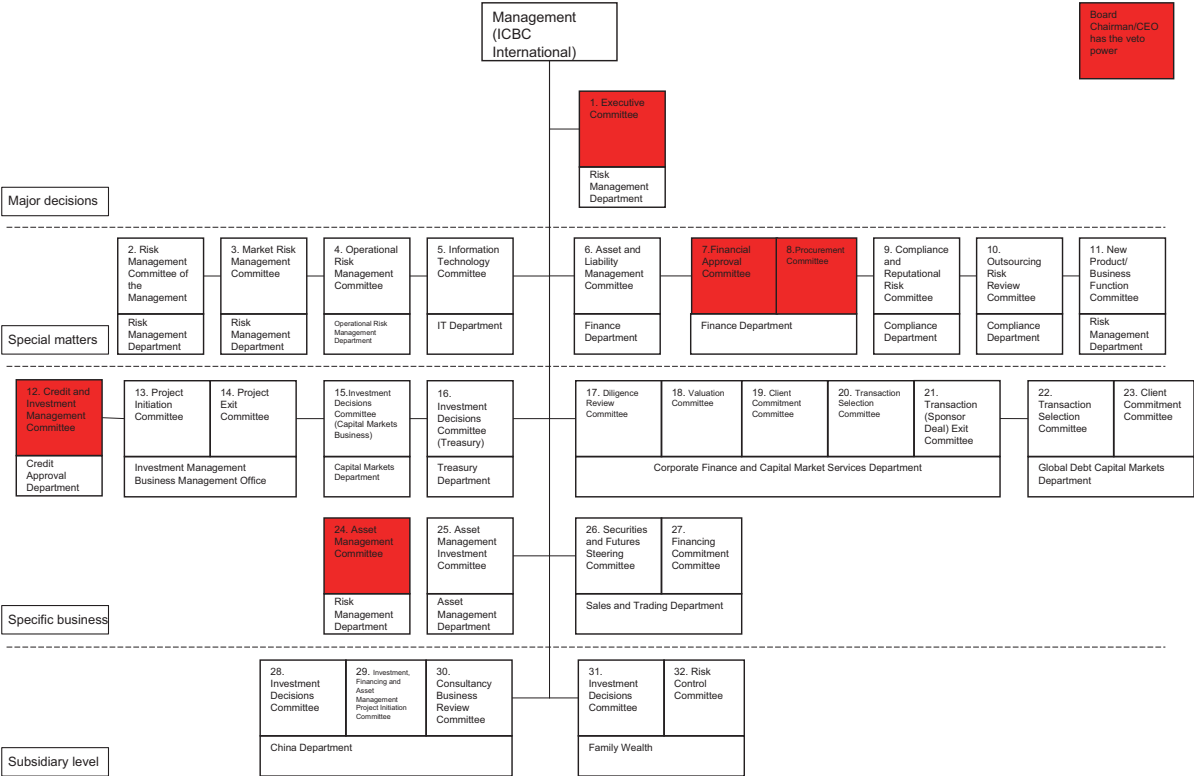 Management
(ICBC
International)
Board
Chairman/CEO
has the veto
power
1. Executive
Committee
Risk
Management
Department
Major decisions
2. Risk
Management
Committee of
the
Management
Risk
Management
Department
3. Market Risk
Management
Committee
Risk
Management
Department
4. Operational
Risk
Management
Committee
Operational Risk
Management
Department
5. Information
Technology
Committee
IT Department
6. Asset and
Liability
Management
Committee
Finance
Department
7.Financial
Approval
Committee
8.Procurement
Committee
Finance Department
9. Compliance
and
Reputational
Risk Committee
Compliance
Department
10.
Outsourcing
Risk
Review
Committee
Compliance
Department
11. New
Product/
Business
Function
Committee
Risk
Management
Department
Special matters
12. Credit and
Investment
Management
Committee
Credit
Approval
Department
13. Project
Initiation
Committee
14. Project
Exit
Committee
Investment Management
Business Management Office
15.Investment
Decisions
Committee
(Capital Markets
Business)
Capital Markets
Department
16.
Investment
Decisions
Committee
(Treasury)
Treasury
Department
17. Diligence
Review
Committee
18. Valuation
Committee
19. Client
Commitment
Committee
20. Transaction
Selection
Committee
21.
Transaction
(Sponsor
Deal) Exit
Committee
Corporate Finance and Capital Market Services Department
22.
Transaction
Selection
Committee
23. Client
Commitment
Committee
Global Debt Capital Markets
Department
24. Asset
Management
Committee
Risk
Management
Department
25. Asset
Management
Investment
Committee
Asset
Management
Department
26. Securities
and Futures
Steering
Committee
27.
Financing
Commitment
Committee
Sales and Trading Department
Specific business
28.
Investment
Decisions
Committee
29. Investment,
Financing and
Asset
Management
Project Initiation
Committee
30.
Consultancy
Business
Review
Committee
China Department
31.
Investment
Decisions
Committee
32. Risk
Control
Committee
Family Wealth
Subsidiary level